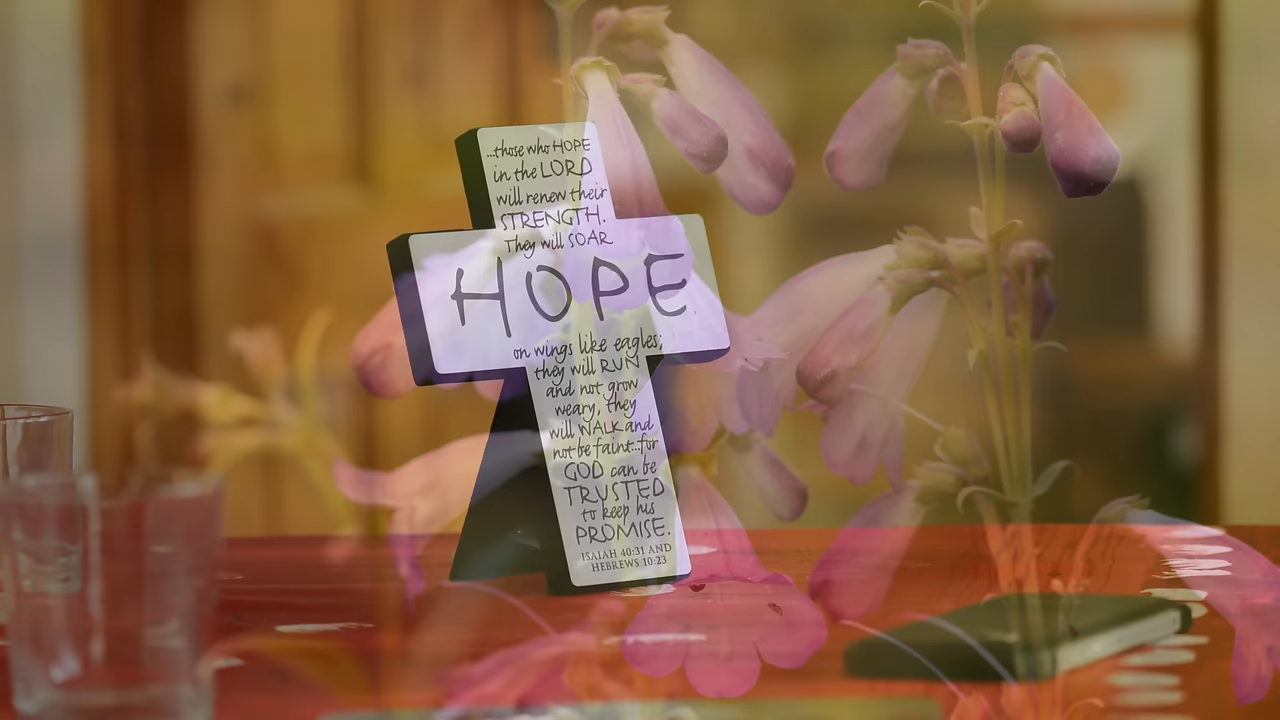 ...those who HOPE
in the LORD
will renew their
STRENGTH.
They will SOAR
HOPE
on wings like eagles;
they will RUN
and not grow
weary, they
will WALK and
not be faint...for
GOD can be
TRUSTED
to keep his
PROMISE.
ISAIAH 40:31 AND
HEBREWS 10:23